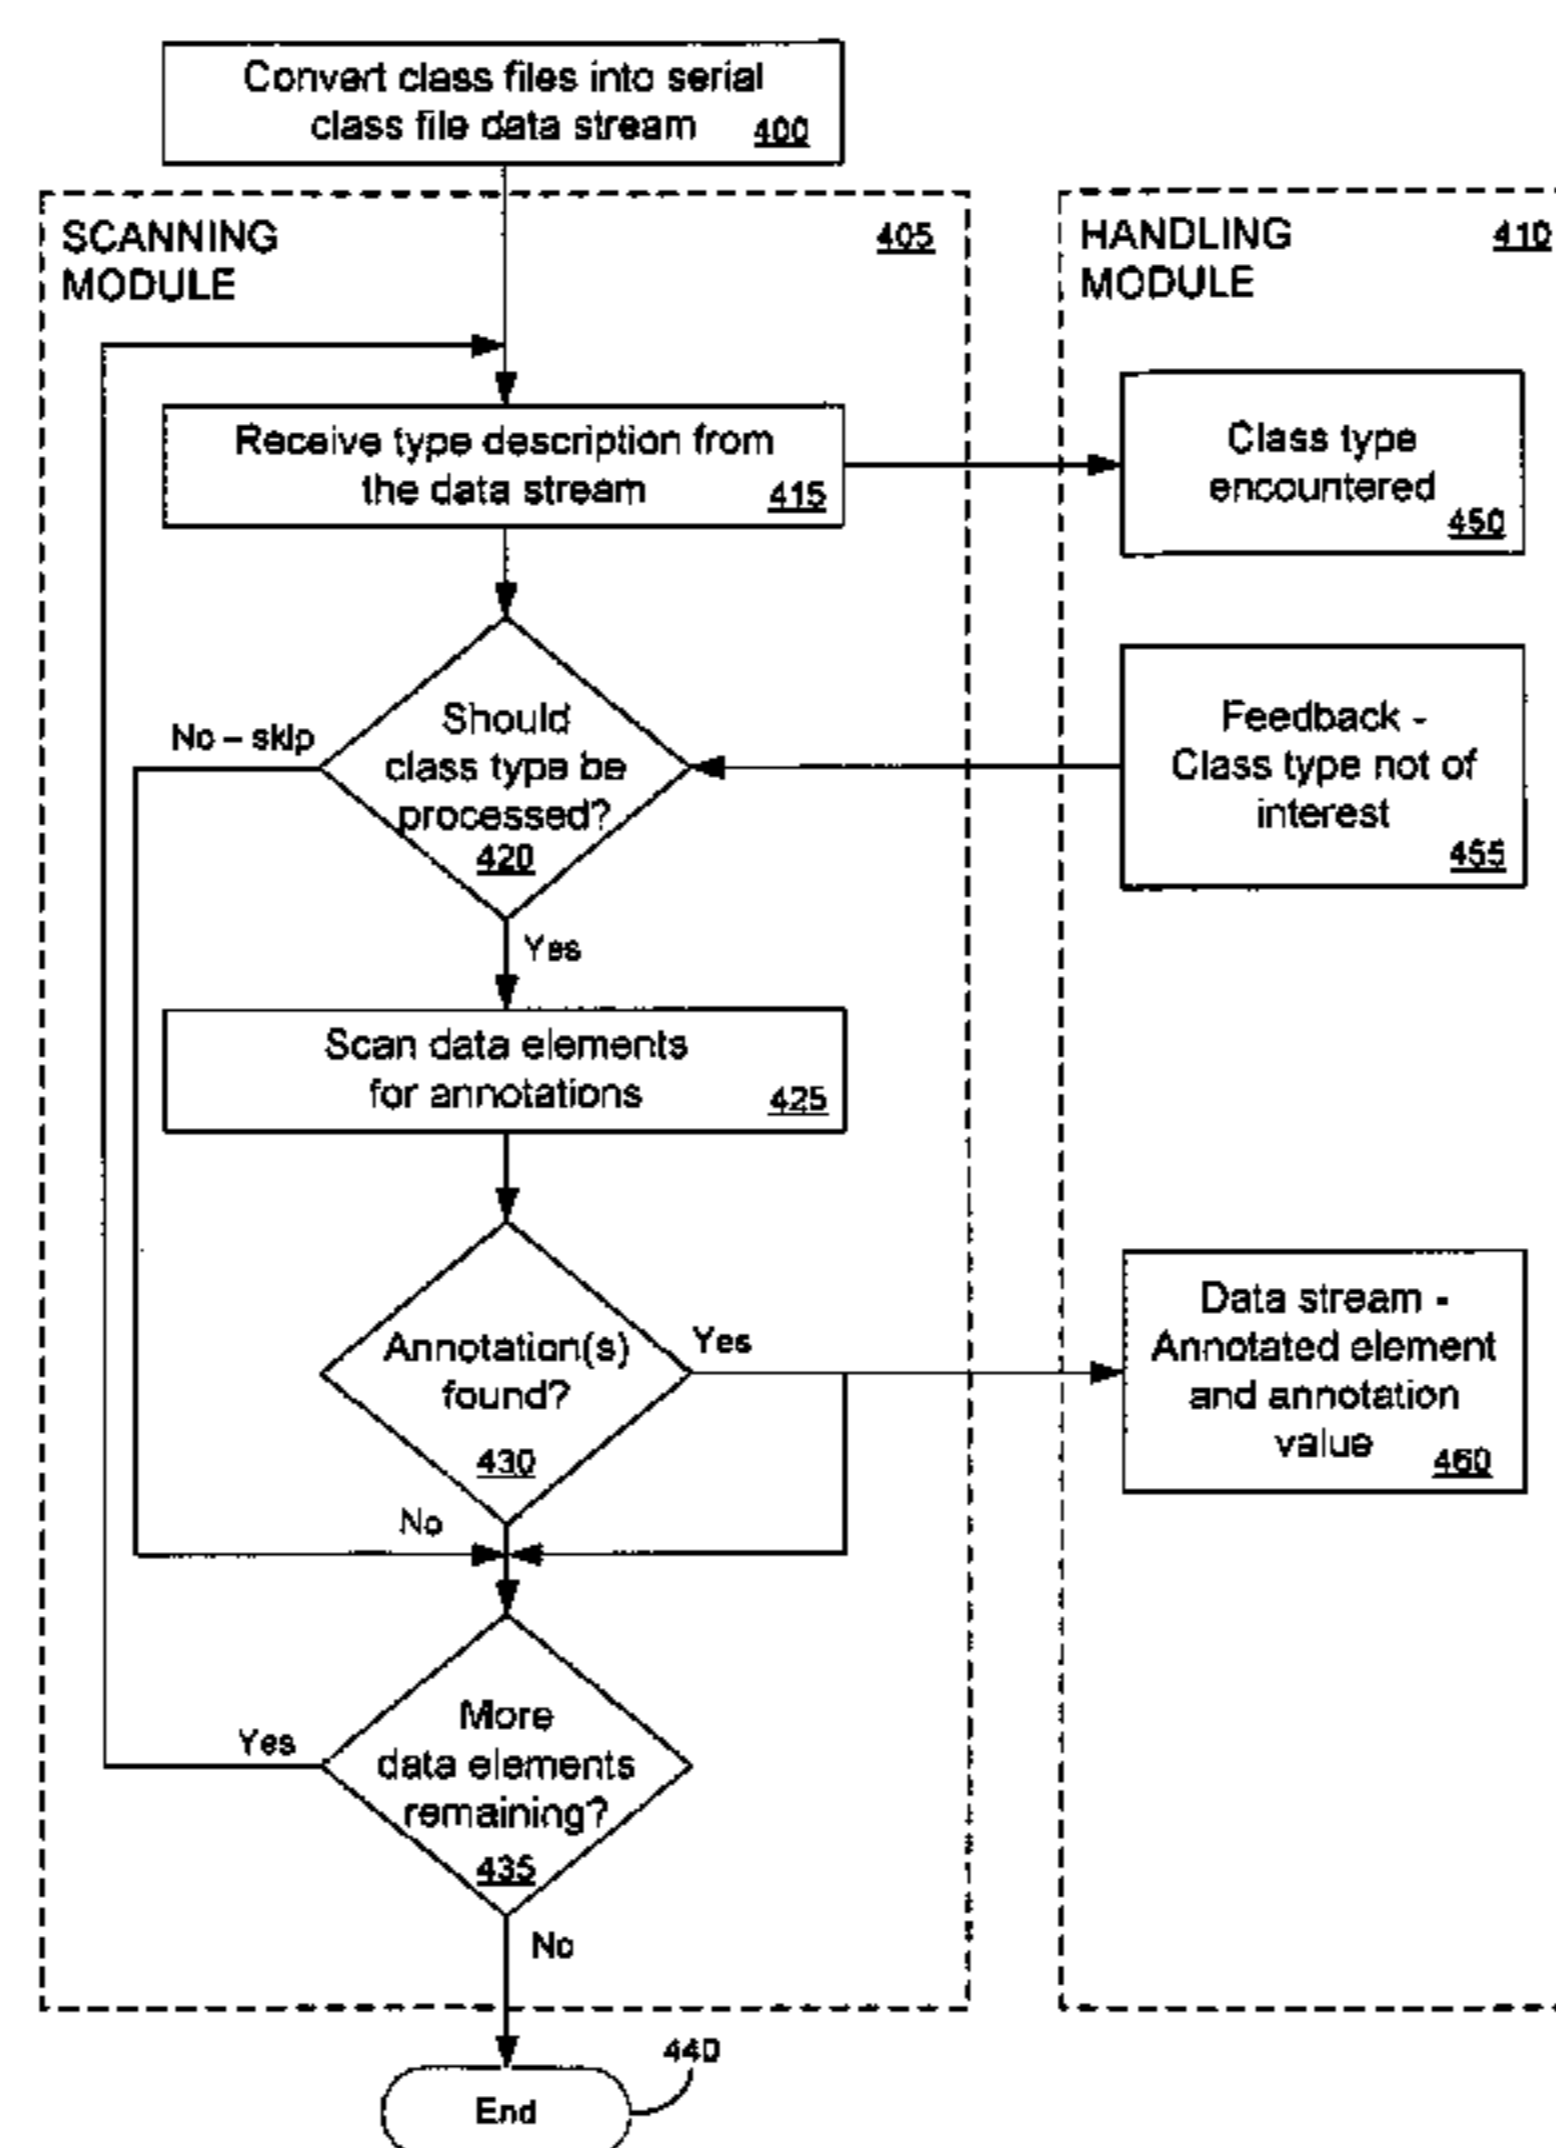 Convert class files into serial
class file data stream 400
SCANNING 405
MODULE
HANDLING 410
MODULE
Receive type description from
the data stream 415
Class type
encountered
450
Should
class type be
processed?
420
No – skip
Feedback -
Class type not of
interest
455
Yes
Scan data elements
for annotations 425
Annotation(s)
found?
430
Yes
No
Data stream -
Annotated element
and annotation
value 460
More
data elements
remaining?
435
Yes
No
440
End